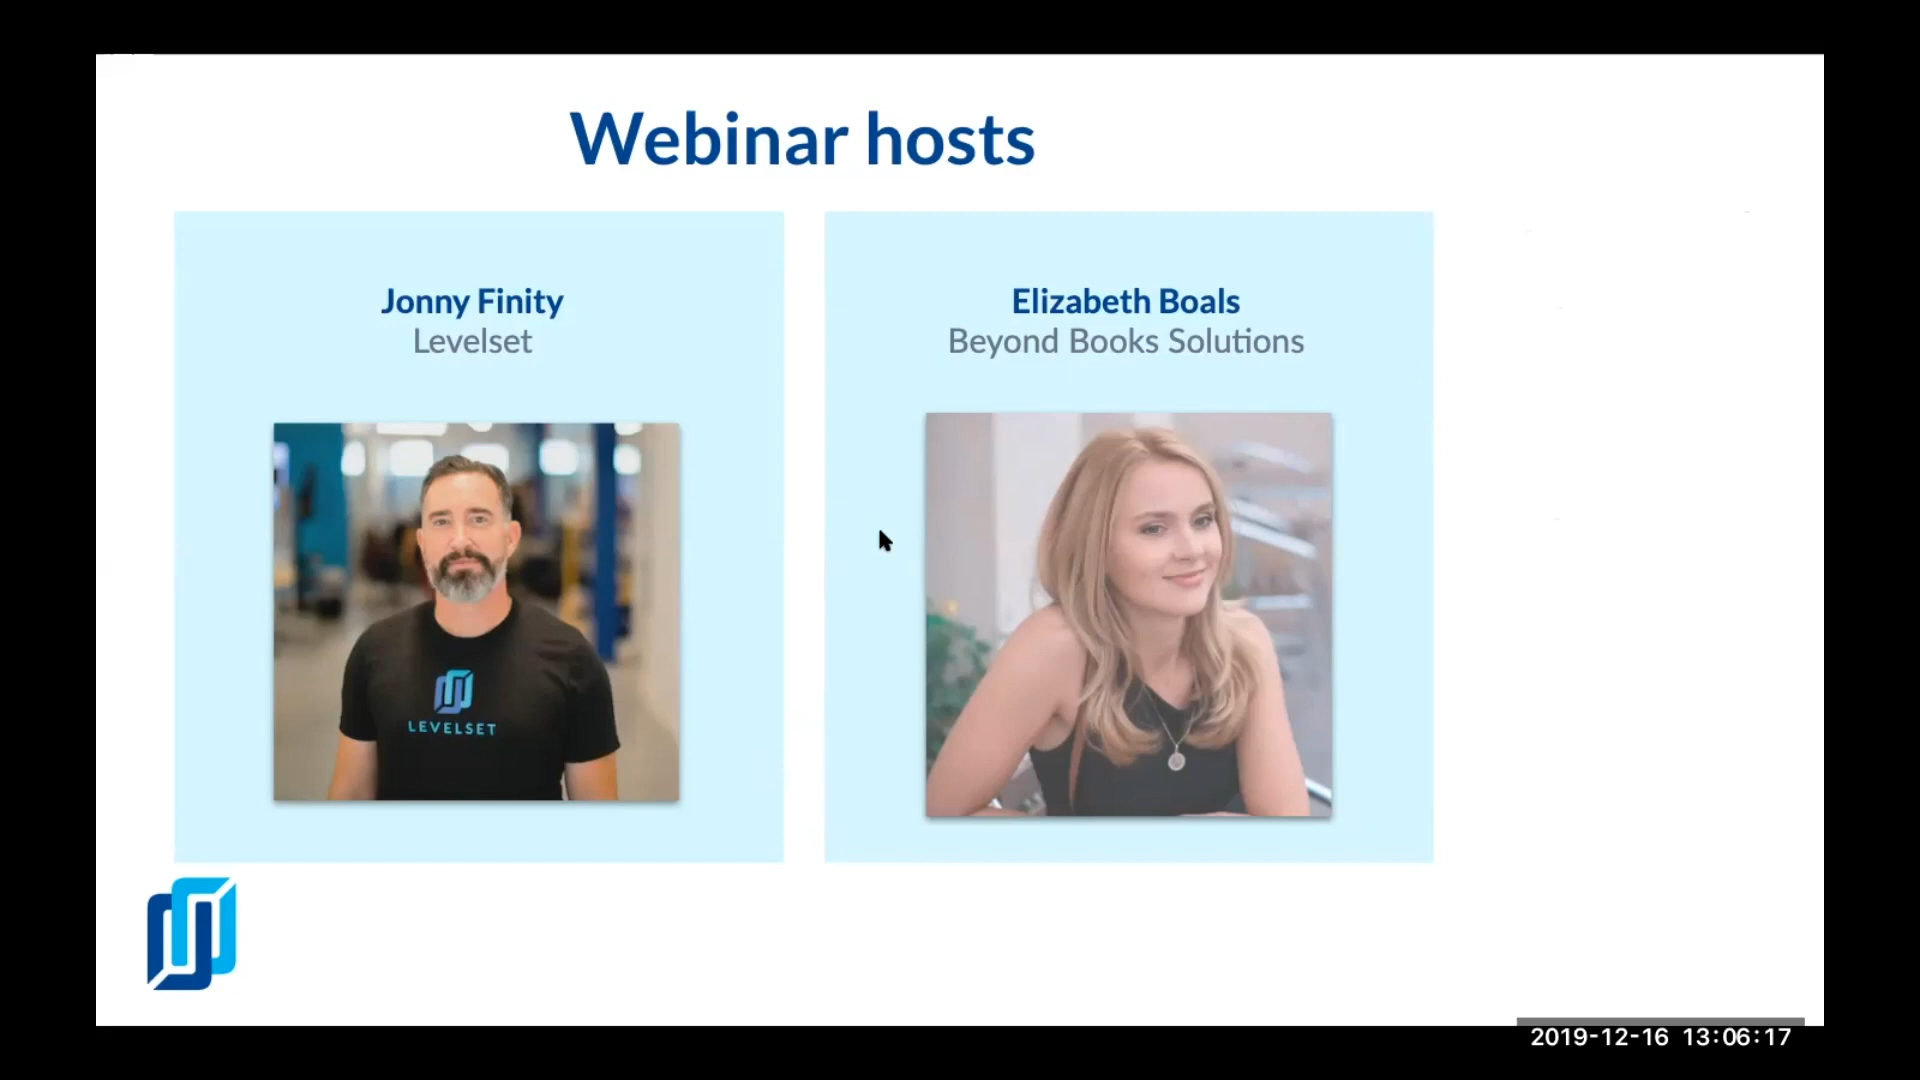 Webinar hosts
Jonny Finity
Levelset
Elizabeth Boals
Beyond Books Solutions
LEVELSET
2019-12-16 13:06:17